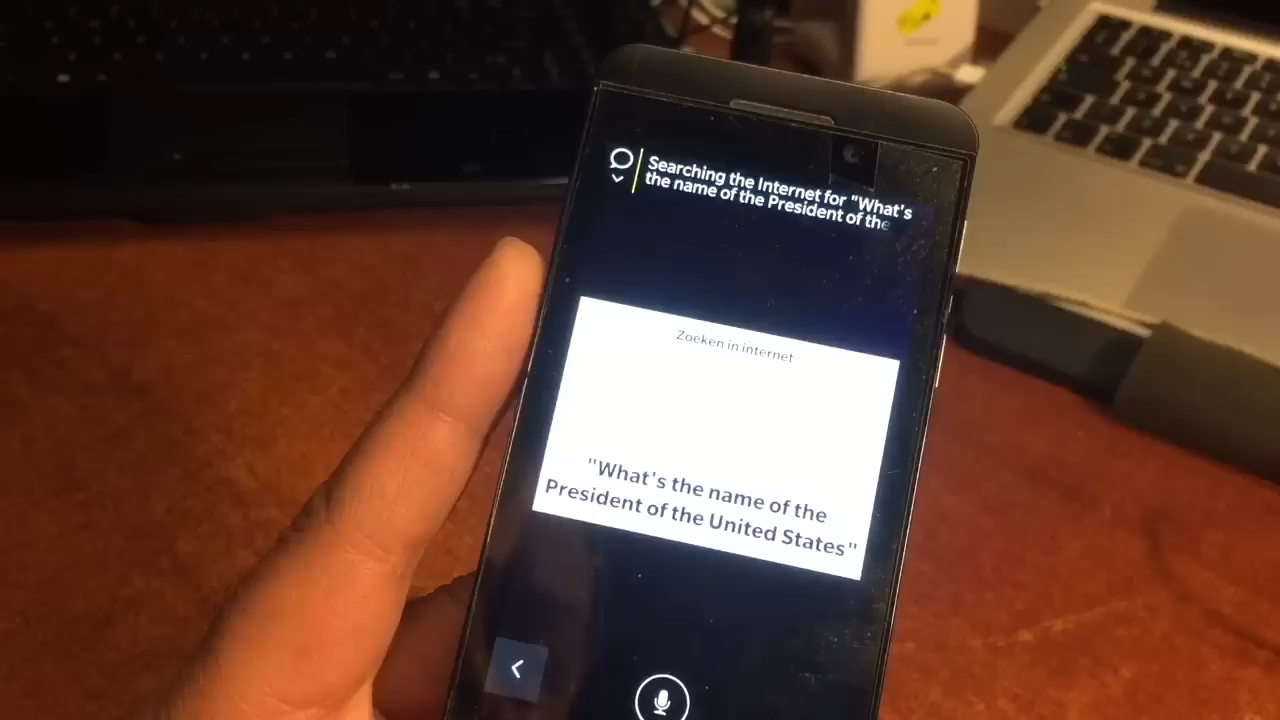 Searching the Internet for "What's
the name of the President of the
Zoeken in internet
"What's the name of the
President of the United States"